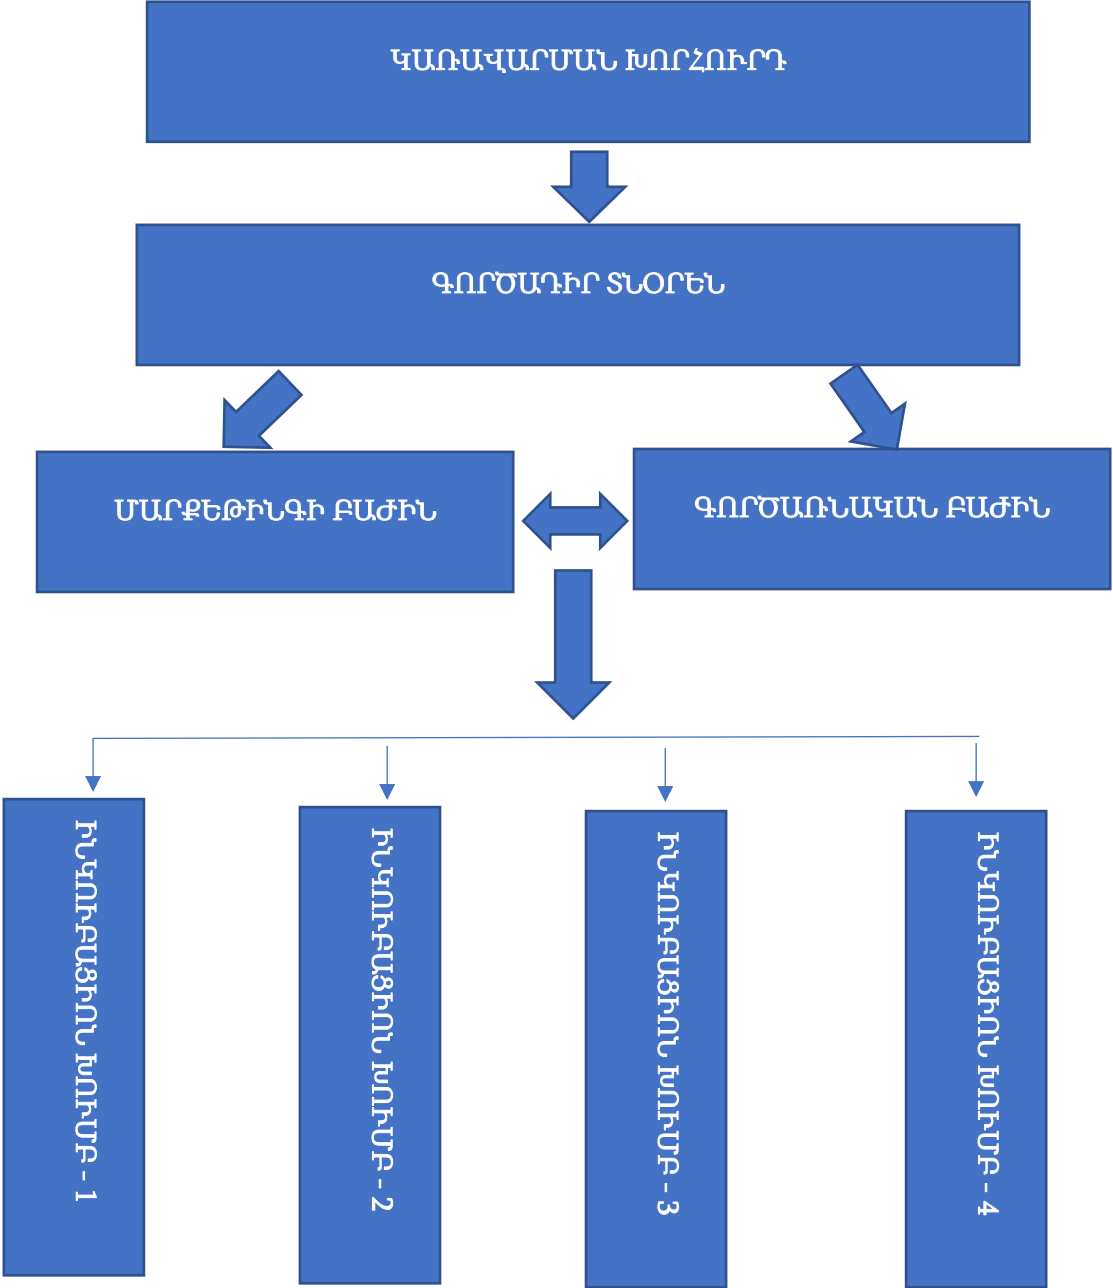 ԿԱՌԱՎԱՐՄԱՆ ԽՈՐՀՈՒՐԴ
ԳՈՐԾԱԴԻՐ ՏՆՕՐԵՆ
ՄԱՐՔԵԹԻՆԳԻ ԲԱԺԻՆ
ԳՈՐԾԱՌՆԱԿԱՆ ԲԱԺԻՆ
ԻՆԿՈՒԲԱՑԻՈՆ ԽՈՒՄԲ - 1
ԻՆԿՈՒԲԱՑԻՈՆ ԽՈՒՄԲ - 2
ԻՆԿՈՒԲԱՑԻՈՆ ԽՈՒՄԲ - 3
ԻՆԿՈՒԲԱՑԻՈՆ ԽՈՒՄԲ - 4